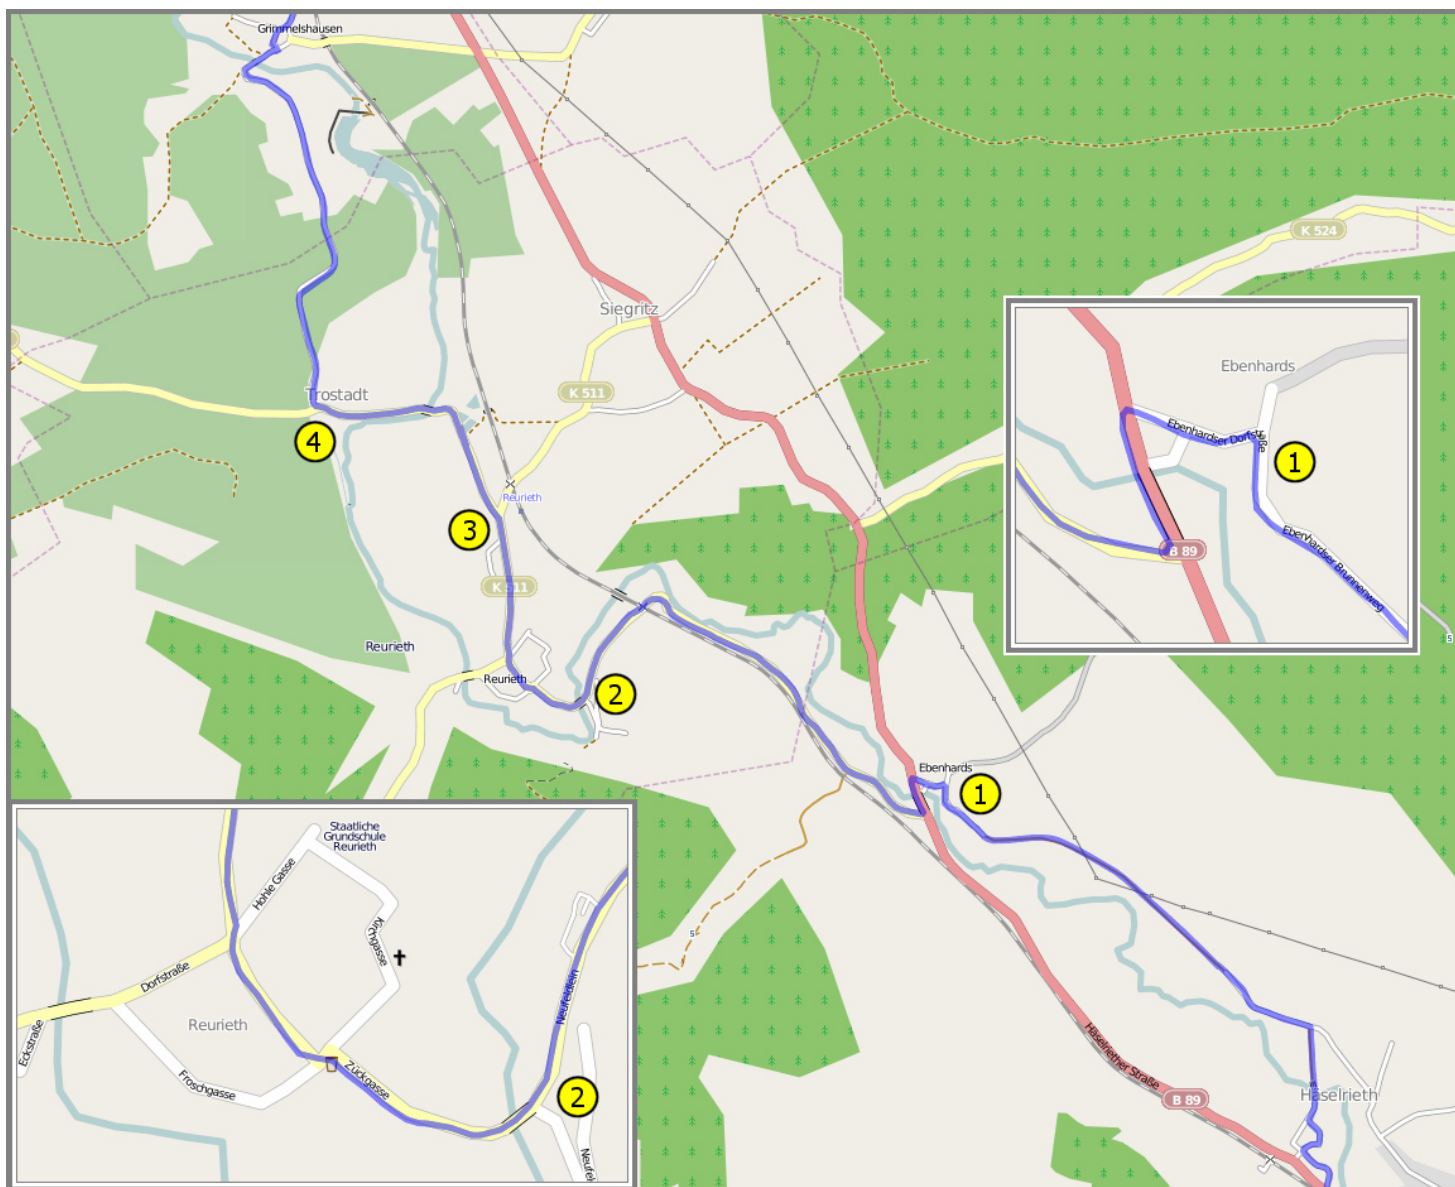 Grimmelshausen
K 524
Siegritz
Ebenhards
K 511
Trostadt
1
Ebenhardser Dorfstraße
4
Reurieth
3
B 89
Ebenhardser Brunnenweg
K 511
5
Reurieth
Reurieth
2
Ebenhards
1
Staatliche
Grundschule
Reurieth
Hohle Gasse
Kirchgasse
5
Dorfstraße
Neufeldlein
Reurieth
Eckstraße
Zückgasse
Froschgasse
2
Häselriether Straße
B 89
Häselrieth